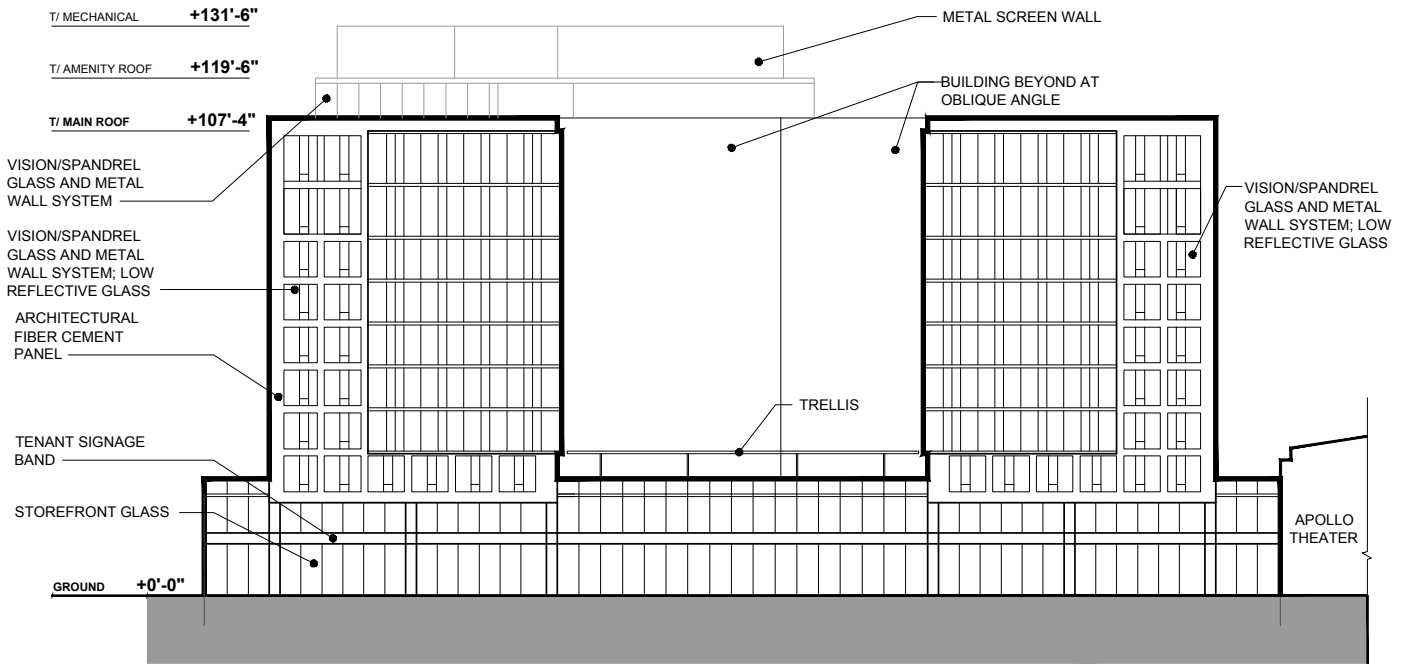 T/ MECHANICAL +131'-6"
T/ AMENITY ROOF +119'-6"
T/ MAIN ROOF +107'-4"
VISION/SPANDREL
GLASS AND METAL
WALL SYSTEM
VISION/SPANDREL
GLASS AND METAL
WALL SYSTEM; LOW
REFLECTIVE GLASS
ARCHITECTURAL
FIBER CEMENT
PANEL
TENANT SIGNAGE
BAND
STOREFRONT GLASS
GROUND +0'-0"
METAL SCREEN WALL
BUILDING BEYOND AT
OBLIQUE ANGLE
TRELLIS
VISION/SPANDREL
GLASS AND METAL
WALL SYSTEM; LOW
REFLECTIVE GLASS
APOLLO
THEATER